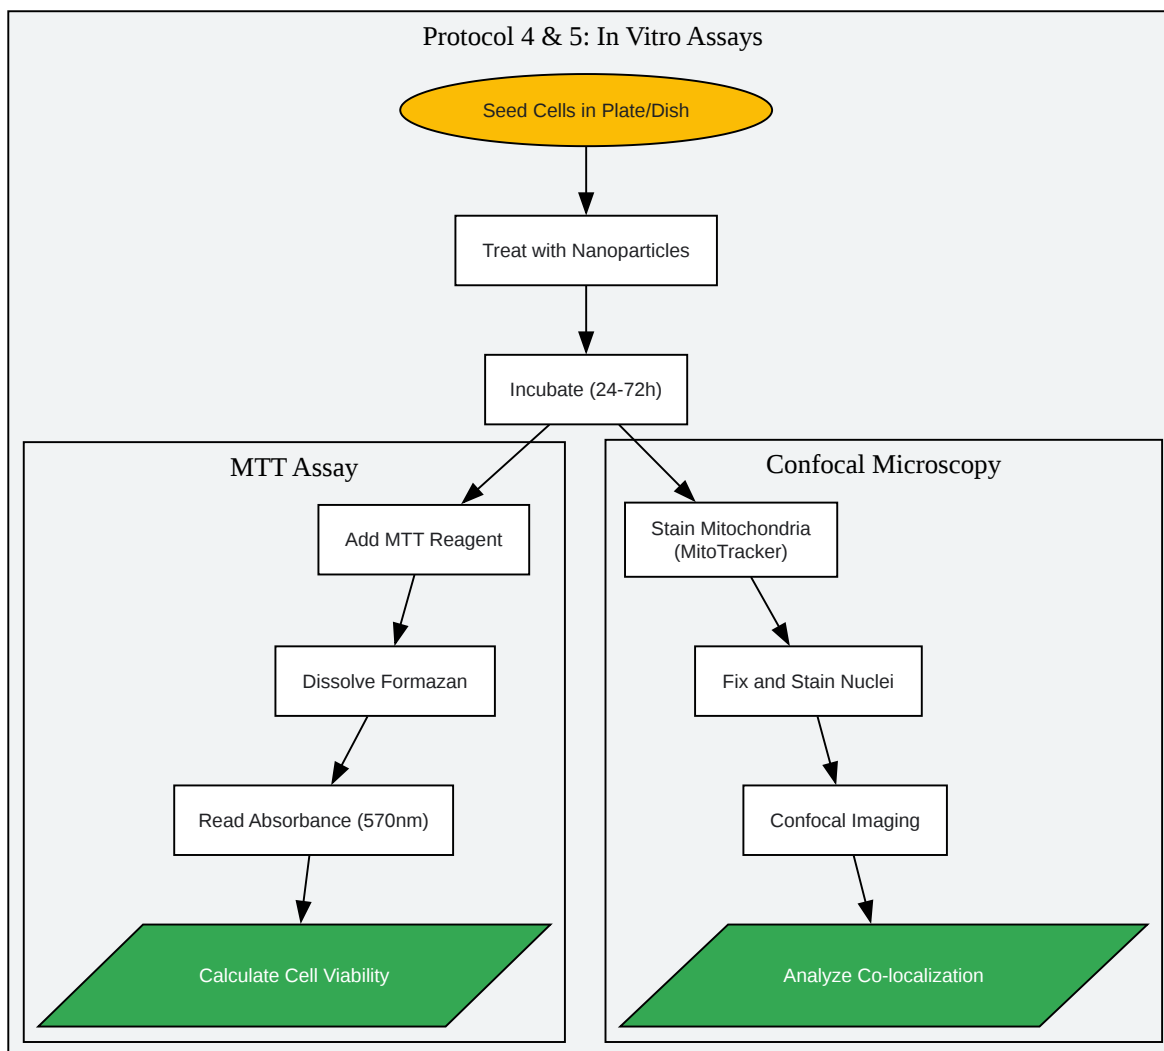 Protocol 4 & 5: In Vitro Assays
Seed Cells in Plate/Dish
Treat with Nanoparticles
Incubate (24-72h)
MTT Assay
Add MTT Reagent
Dissolve Formazan
Read Absorbance (570nm)
Calculate Cell Viability
Confocal Microscopy
Stain Mitochondria
(MitoTracker)
Fix and Stain Nuclei
Confocal Imaging
Analyze Co-localization